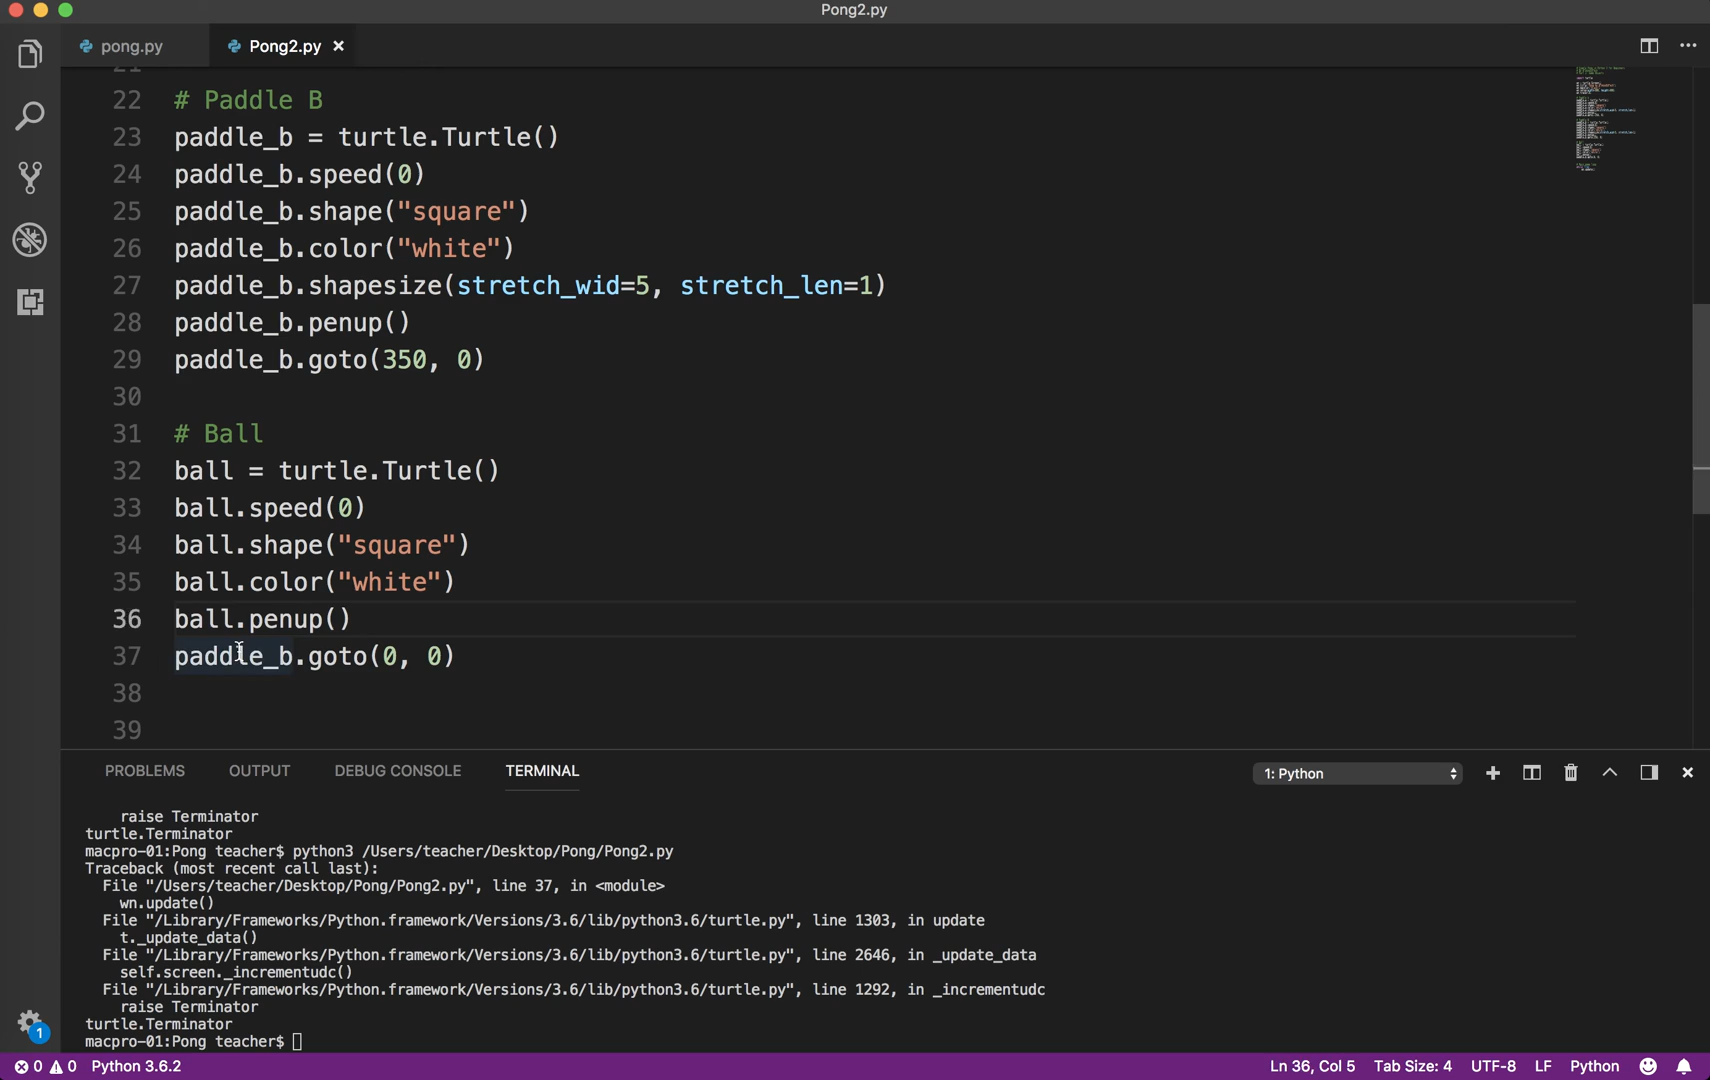 Pong2.py
pong.py
Pong2.py
21
22 # Paddle B
23 paddle_b = turtle.Turtle()
24 paddle_b.speed(0)
25 paddle_b.shape("square")
26 paddle_b.color("white")
27 paddle_b.shapesize(stretch_wid=5, stretch_len=1)
28 paddle_b.penup()
29 paddle_b.goto(350, 0)
30
31 # Ball
32 ball = turtle.Turtle()
33 ball.speed(0)
34 ball.shape("square")
35 ball.color("white")
36 ball.penup()
37 paddle_b.goto(0, 0)
38
39
PROBLEMS OUTPUT DEBUG CONSOLE TERMINAL 1: Python
raise Terminator
turtle.Terminator
macpro-01:Pong teacher$ python3 /Users/teacher/Desktop/Pong/Pong2.py
Traceback (most recent call last):
File "/Users/teacher/Desktop/Pong/Pong2.py", line 37, in <module>
wn.update()
File "/Library/Frameworks/Python.framework/Versions/3.6/lib/python3.6/turtle.py", line 1303, in update
t._update_data()
File "/Library/Frameworks/Python.framework/Versions/3.6/lib/python3.6/turtle.py", line 2646, in _update_data
self.screen._incrementudc()
File "/Library/Frameworks/Python.framework/Versions/3.6/lib/python3.6/turtle.py", line 1292, in _incrementudc
raise Terminator
turtle.Terminator
macpro-01:Pong teacher$
1
0 0 Python 3.6.2 Ln 36, Col 5 Tab Size: 4 UTF-8 LF Python